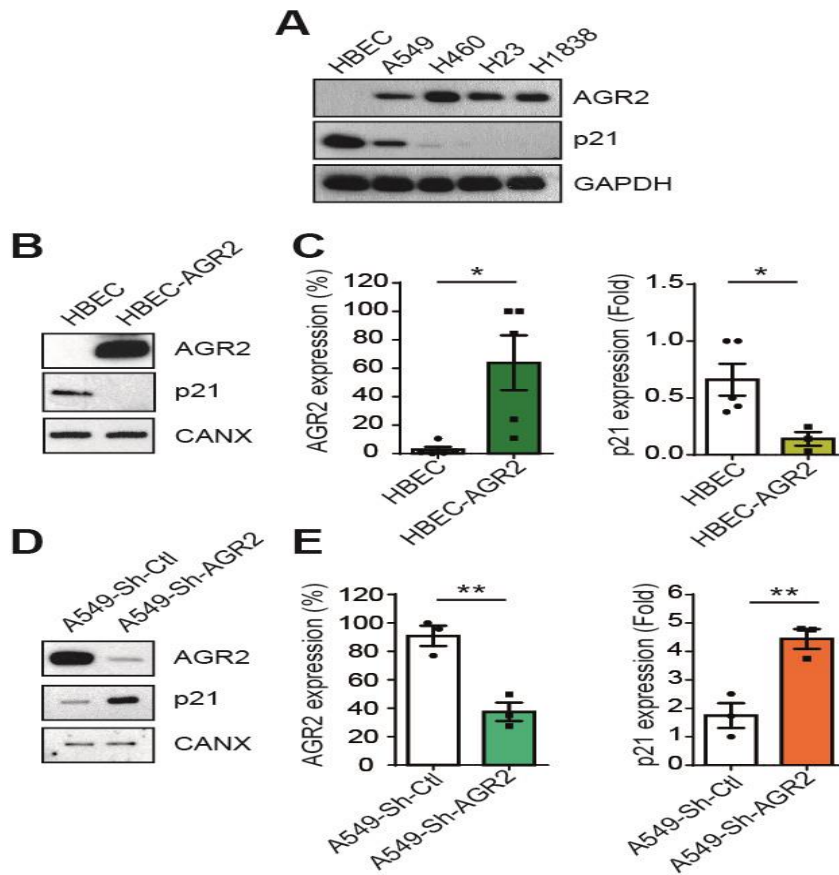 A
HBEC A549 H460 H23 H1838
AGR2
p21
GAPDH
B
HBEC HBEC-AGR2
AGR2
p21
CANX
C
AGR2 expression (%)
120
100
80
60
40
20
0
*
HBEC HBEC-AGR2
p21 expression (Fold)
1.5
1.0
0.5
0.0
*
HBEC HBEC-AGR2
D
A549-Sh-Ctl A549-Sh-AGR2
AGR2
p21
CANX
E
AGR2 expression (%)
120
100
80
60
40
20
0
**
A549-Sh-Ctl A549-Sh-AGR2
p21 expression (Fold)
6
5
4
3
2
1
0
**
A549-Sh-Ctl A549-Sh-AGR2